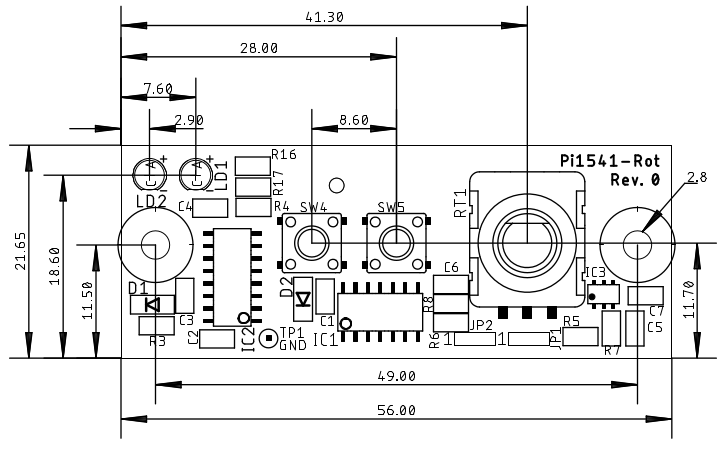 41.30
28.00
7.60
2.90
8.60
Pi1541-Rot
Rev. 0
2.8
R16
R17
R4
C
A
+
C
A
+
LD1
LD2
C4
SW4
SW5
RT1
21.65
18.60
11.50
11.70
D1
C3
R3
C2
IC2
TP1
GND
D2
C1
IC1
C6
R8
R6
JP2
1
1
JP1
R5
IC3
R7
C7
C5
49.00
56.00